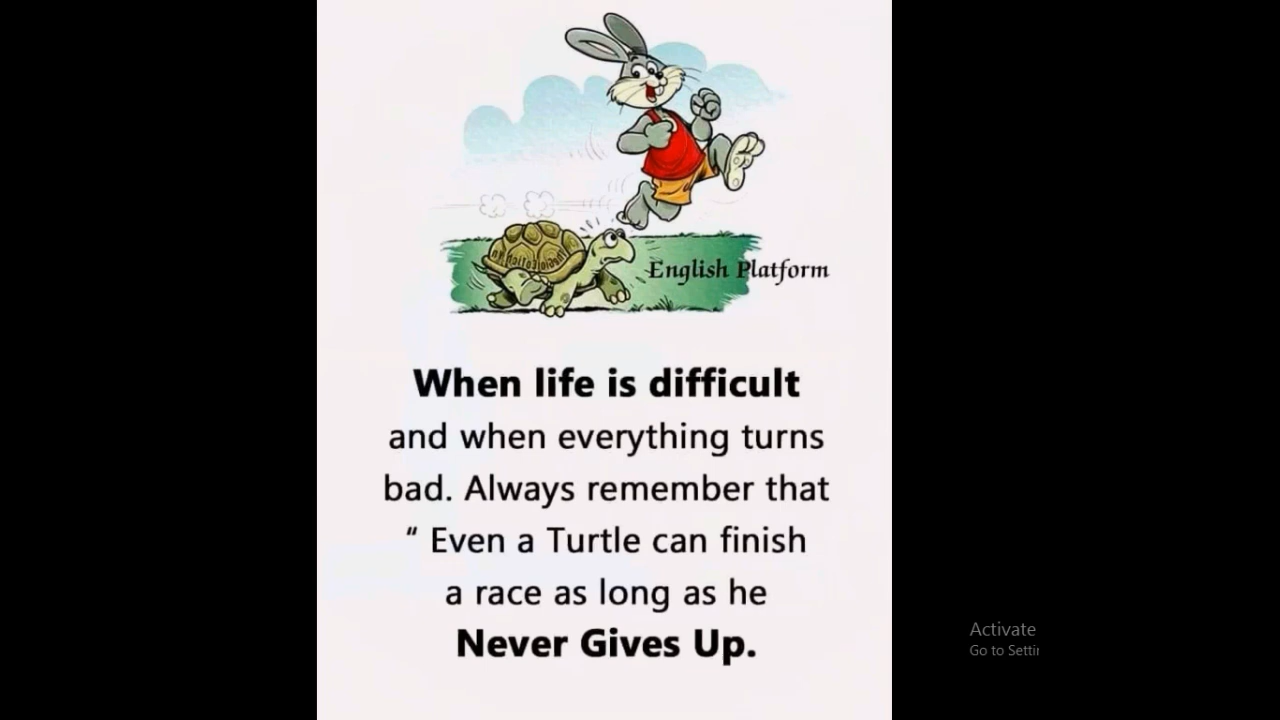 English Platform
When life is difficult
and when everything turns
bad. Always remember that
“ Even a Turtle can finish
a race as long as he
Never Gives Up.
Activate
Go to Settin